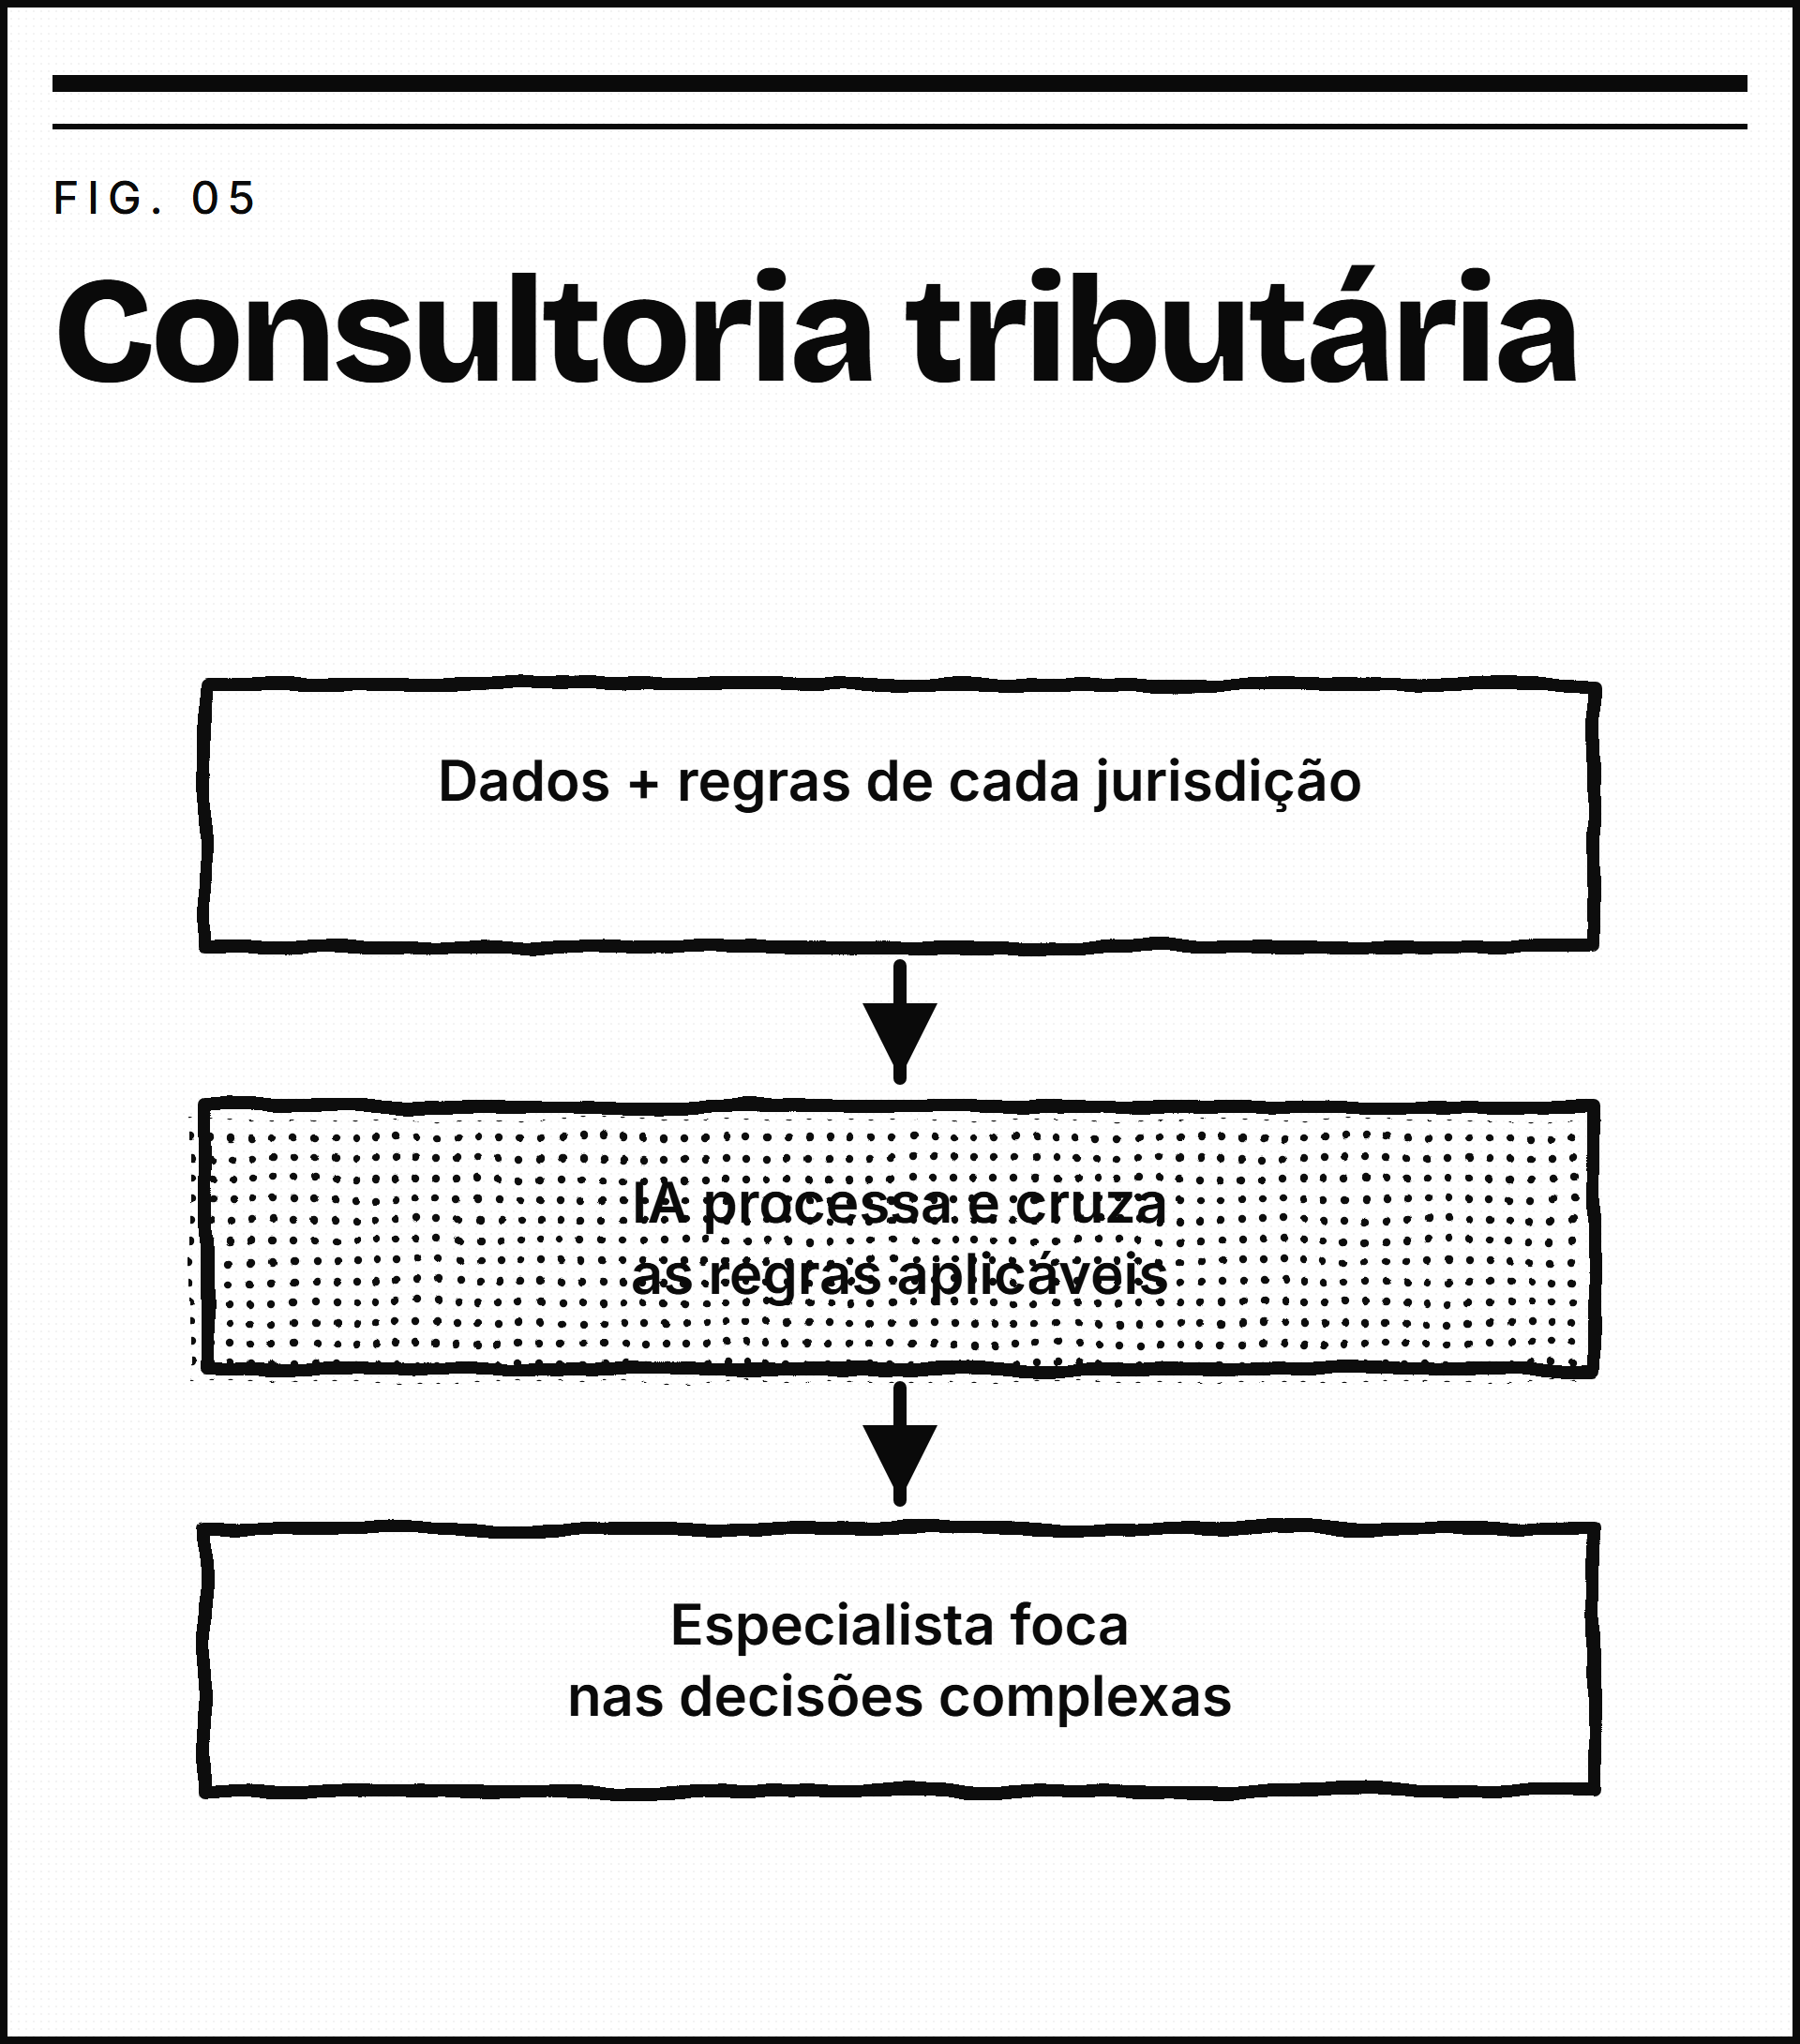 FIG. 05
Consultoria tributária
Dados + regras de cada jurisdição
IA processa e cruza
as regras aplicáveis
Especialista foca
nas decisões complexas